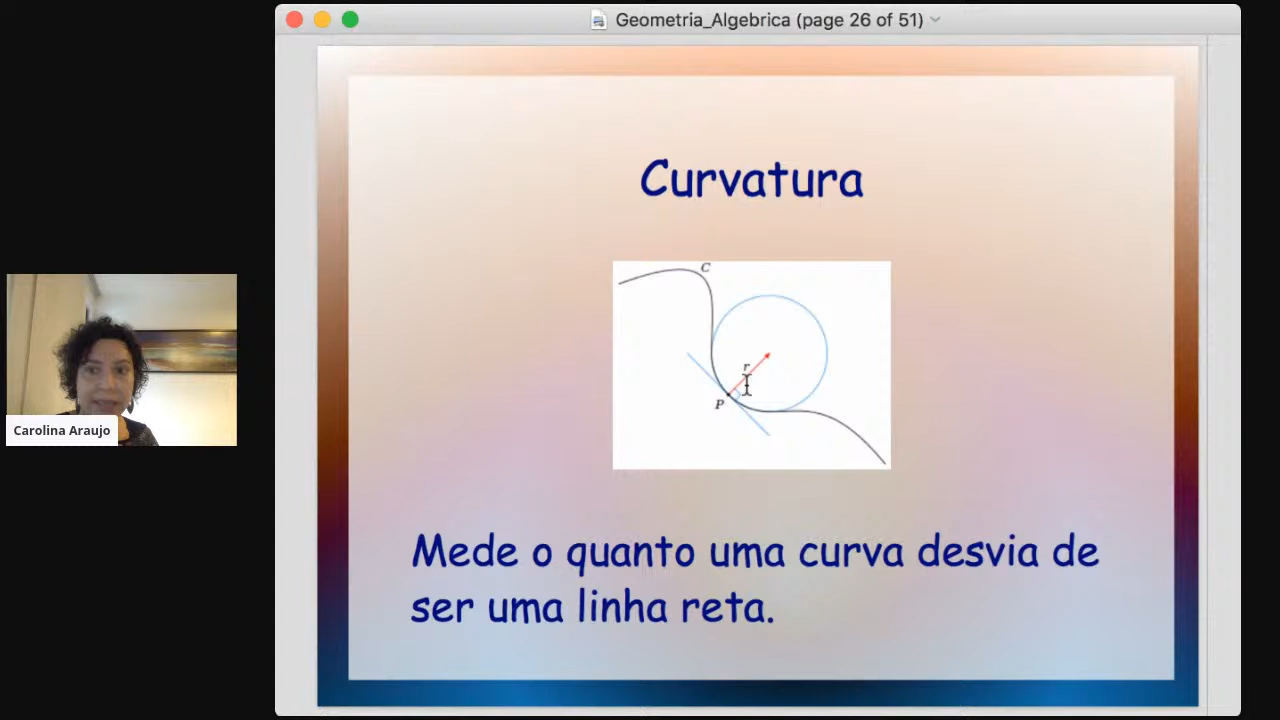 Geometria_Algebrica (page 26 of 51)
Curvatura
C
r
P
Mede o quanto uma curva desvia de
ser uma linha reta.
Carolina Araujo